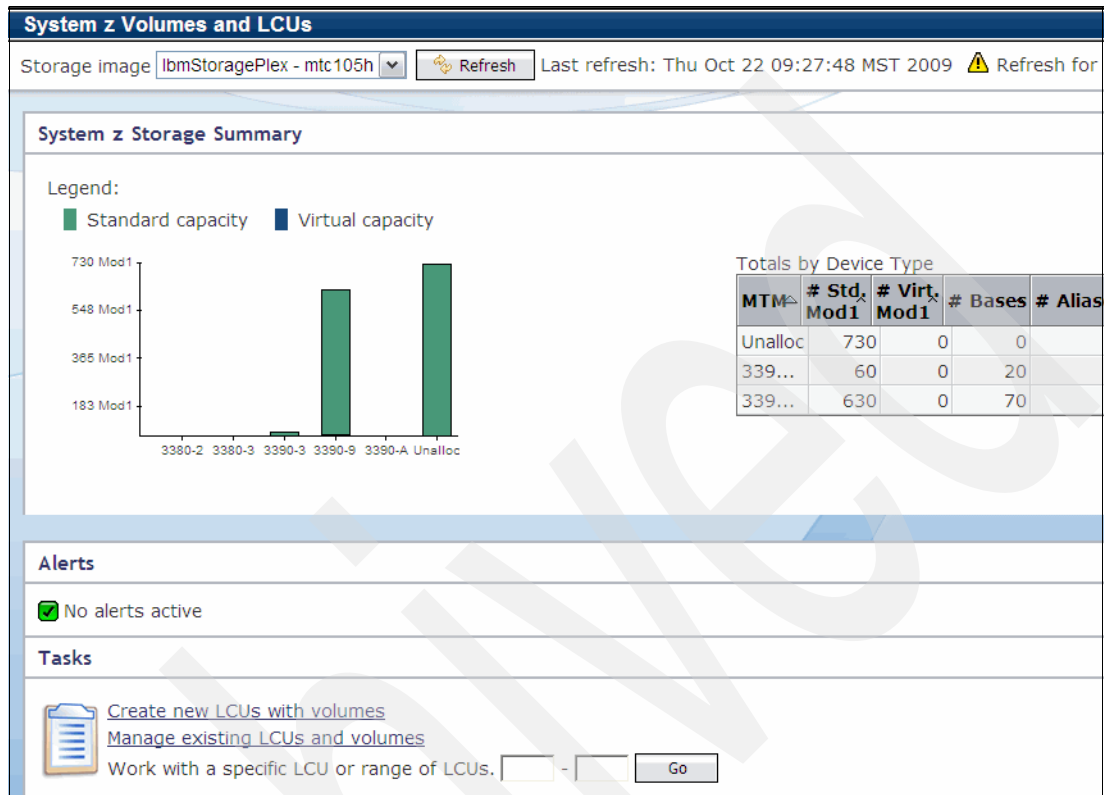 System z Volumes and LCUs
Storage image IbmStoragePlex - mtc105h Refresh Last refresh: Thu Oct 22 09:27:48 MST 2009 Refresh for
System z Storage Summary
Legend:
Standard capacity Virtual capacity
730 Mod1
548 Mod1
365 Mod1
183 Mod1
3380-2 3380-3 3390-3 3390-9 3390-A Unalloc
Totals by Device Type
MTM # Std. Mod1 # Virt. Mod1 # Bases # Alias
Unalloc 730 0 0
339... 60 0 20
339... 630 0 70
Alerts
No alerts active
Tasks
Create new LCUs with volumes
Manage existing LCUs and volumes
Work with a specific LCU or range of LCUs. - Go